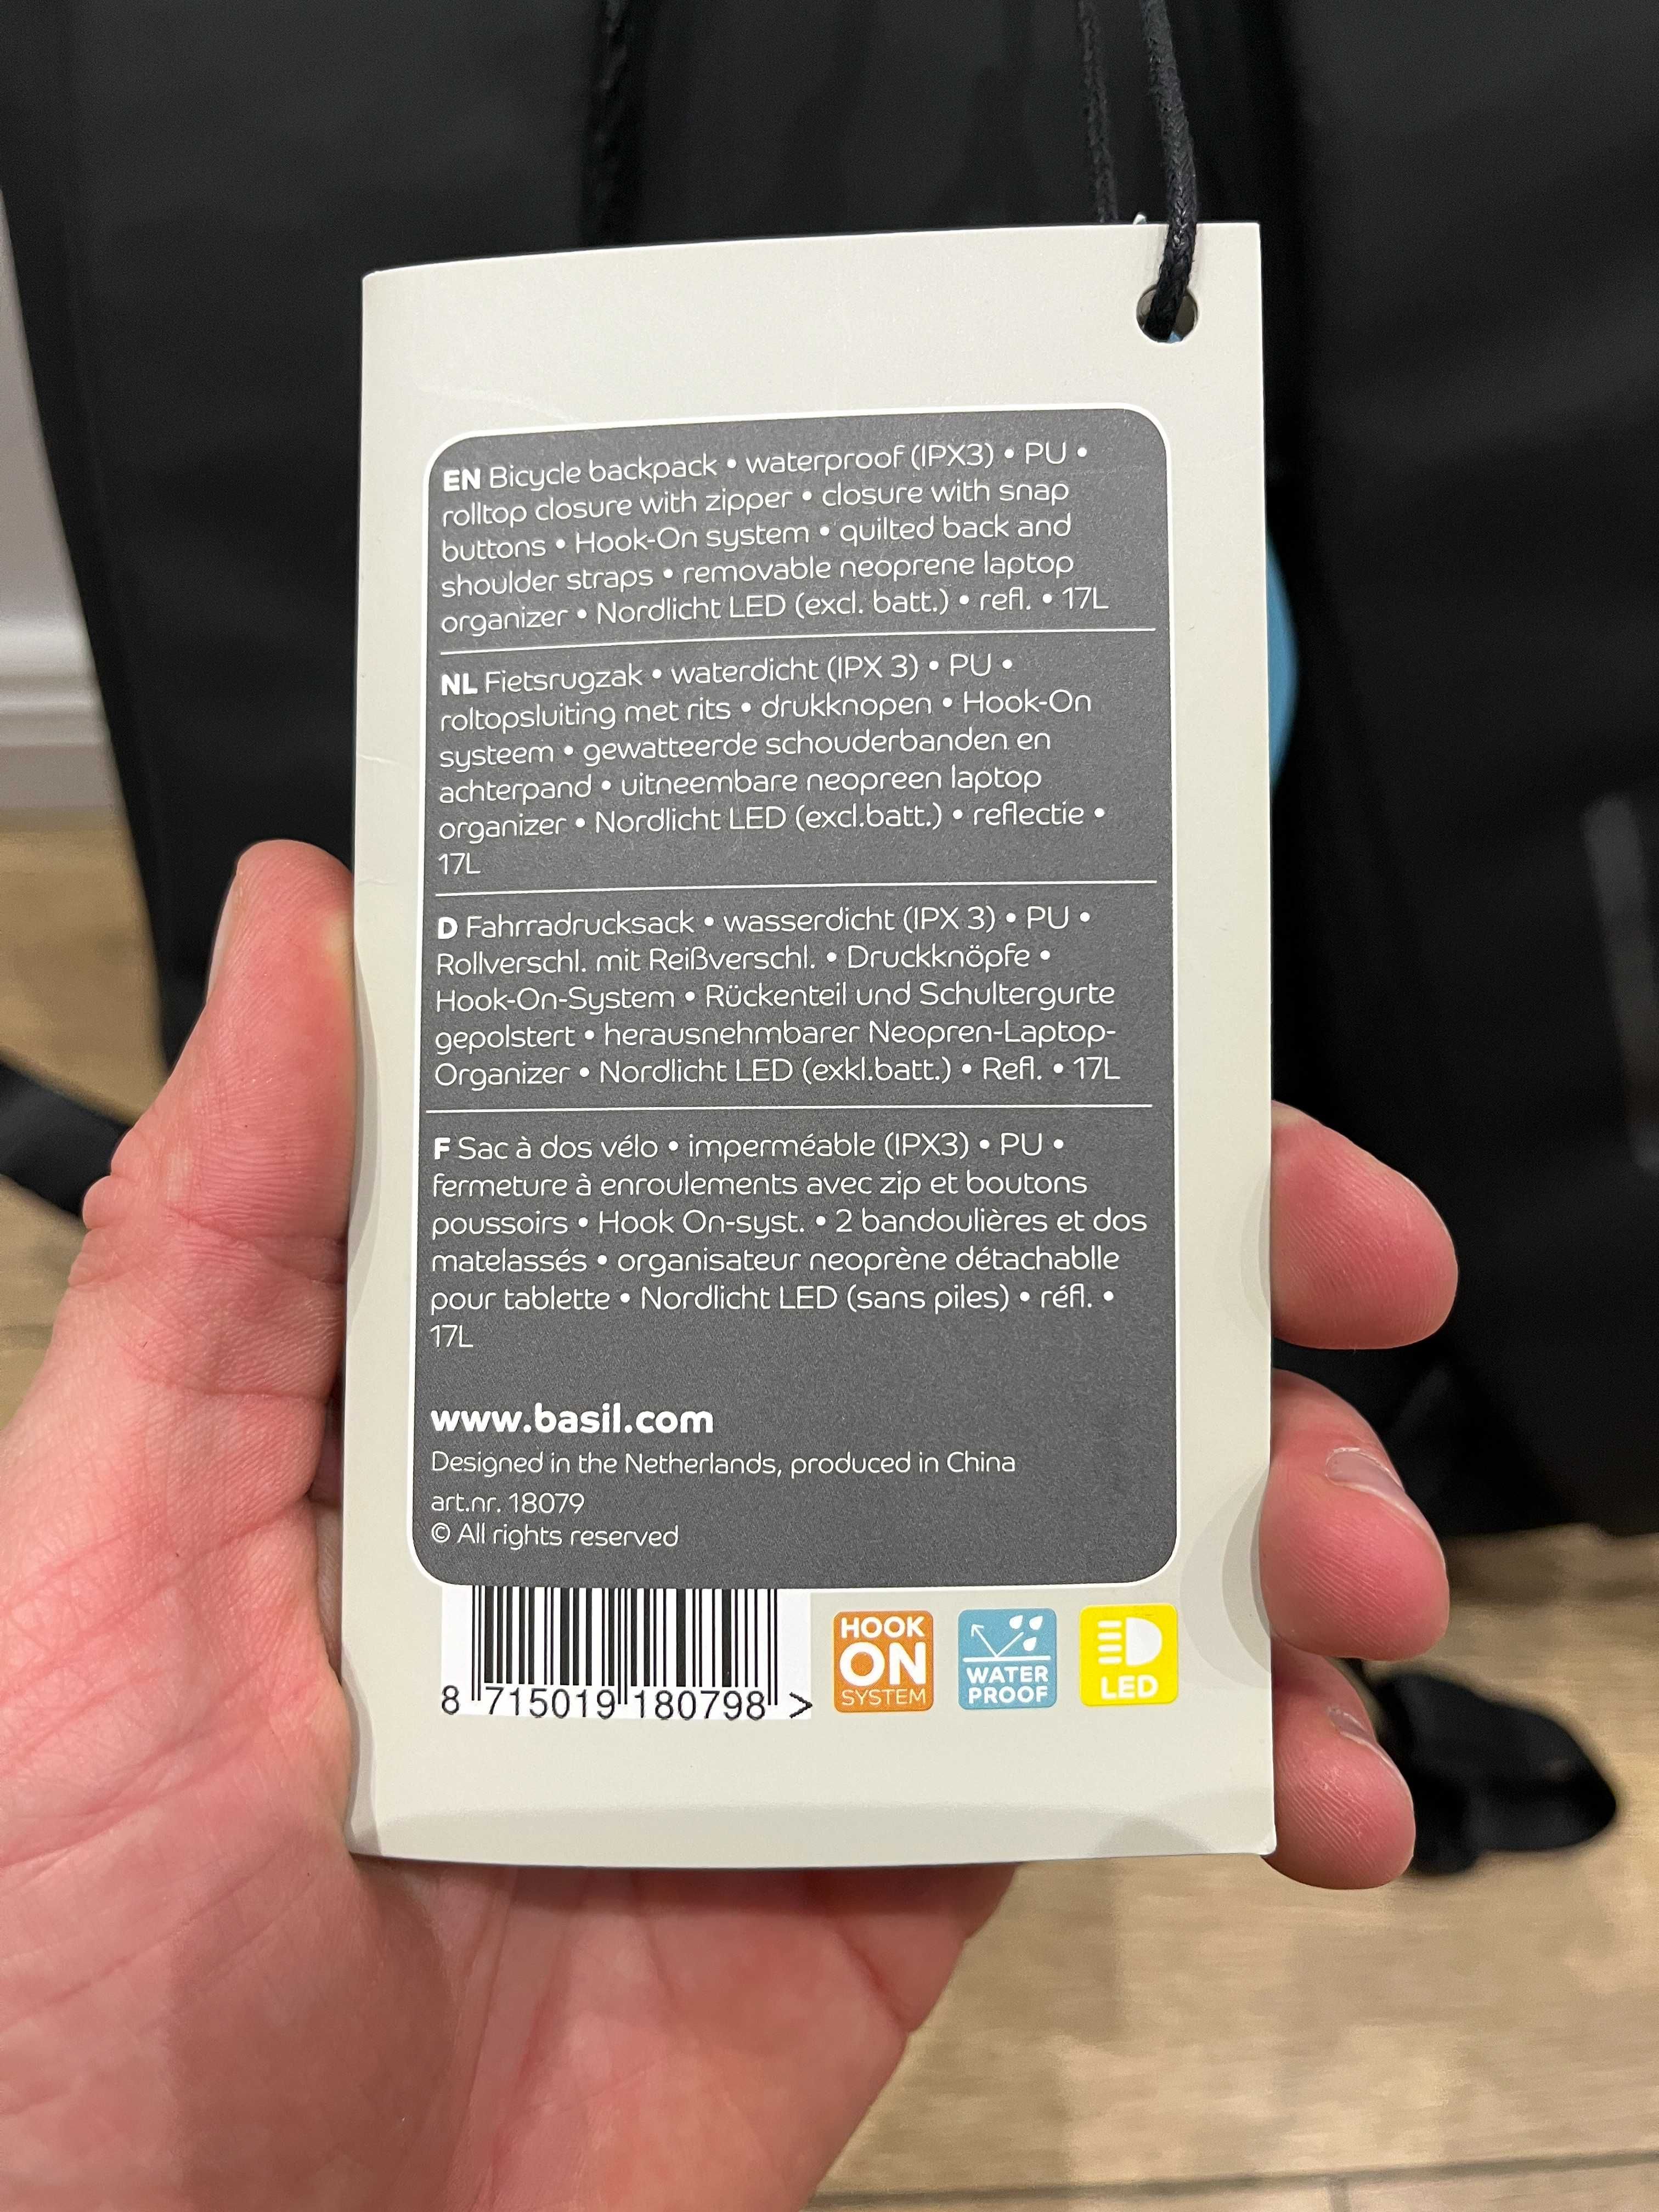 EN Bicycle backpack • waterproof (IPX3) • PU •
rolltop closure with zipper • closure with snap
buttons • Hook-On system • quilted back and
shoulder straps • removable neoprene laptop
organizer • Nordlicht LED (excl. batt.) • refl. • 17L
NL Fietsrugzak • waterdicht (IPX 3) • PU •
roltopsluiting met rits • drukknopen • Hook-On
systeem • gewatteerde schouderbanden en
achterpand • uitneembare neopreen laptop
organizer • Nordlicht LED (excl.batt.) • reflectie •
17L
D Fahrradrucksack • wasserdicht (IPX 3) • PU •
Rollverschl. mit Reißverschl. • Druckknöpfe •
Hook-On-System • Rückenteil und Schultergurte
gepolstert • herausnehmbarer Neopren-Laptop-
Organizer • Nordlicht LED (exkl.batt.) • Refl. • 17L
F Sac à dos vélo • imperméable (IPX3) • PU •
fermeture à enroulements avec zip et boutons
poussoirs • Hook On-syst. • 2 bandoulières et dos
matelassés • organisateur neoprène détachablle
pour tablette • Nordlicht LED (sans piles) • réfl. •
17L
www.basil.com
Designed in the Netherlands, produced in China
art.nr. 18079
© All rights reserved
8 715019 180798 >
HOOK
ON
SYSTEM
WATER
PROOF
LED